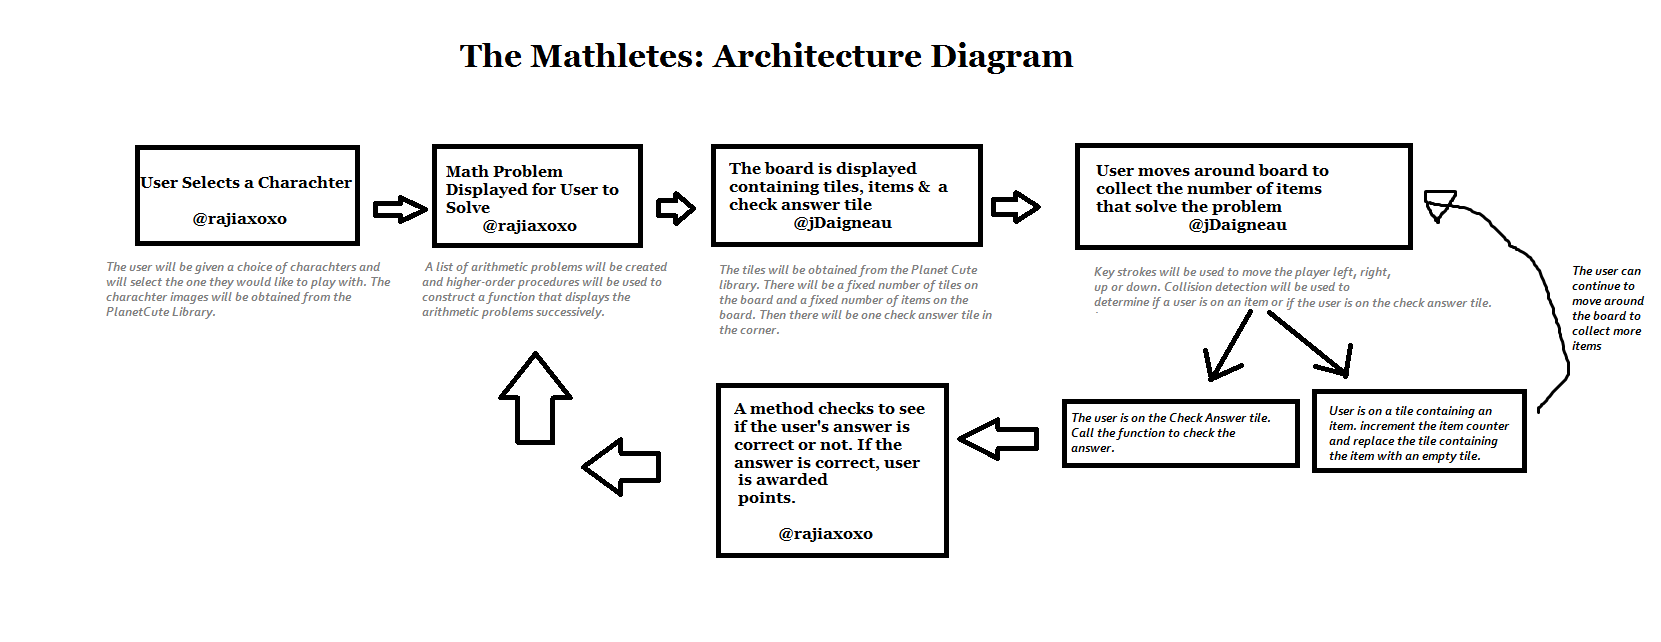 The Mathletes: Architecture Diagram
User Selects a Charachter
@rajiaxoxo
The user will be given a choice of charachters and
will select the one they would like to play with. The
charachter images will be obtained from the
PlanetCute Library.
Math Problem
Displayed for User to
Solve
@rajiaxoxo
A list of arithmetic problems will be created
and higher-order procedures will be used to
construct a function that displays the
arithmetic problems successively.
The board is displayed
containing tiles, items & a
check answer tile
@jDaigneau
The tiles will be obtained from the Planet Cute
library. There will be a fixed number of tiles on
the board and a fixed number of items on the
board. Then there will be one check answer tile in
the corner.
User moves around board to
collect the number of items
that solve the problem
@jDaigneau
Key strokes will be used to move the player left, right,
up or down. Collision detection will be used to
determine if a user is on an item or if the user is on the check answer tile.
The user can
continue to
move around
the board to
collect more
items
The user is on the Check Answer tile.
Call the function to check the
answer.
User is on a tile containing an
item. increment the item counter
and replace the tile containing
the item with an empty tile.
A method checks to see
if the user's answer is
correct or not. If the
answer is correct, user
is awarded
points.
@rajiaxoxo